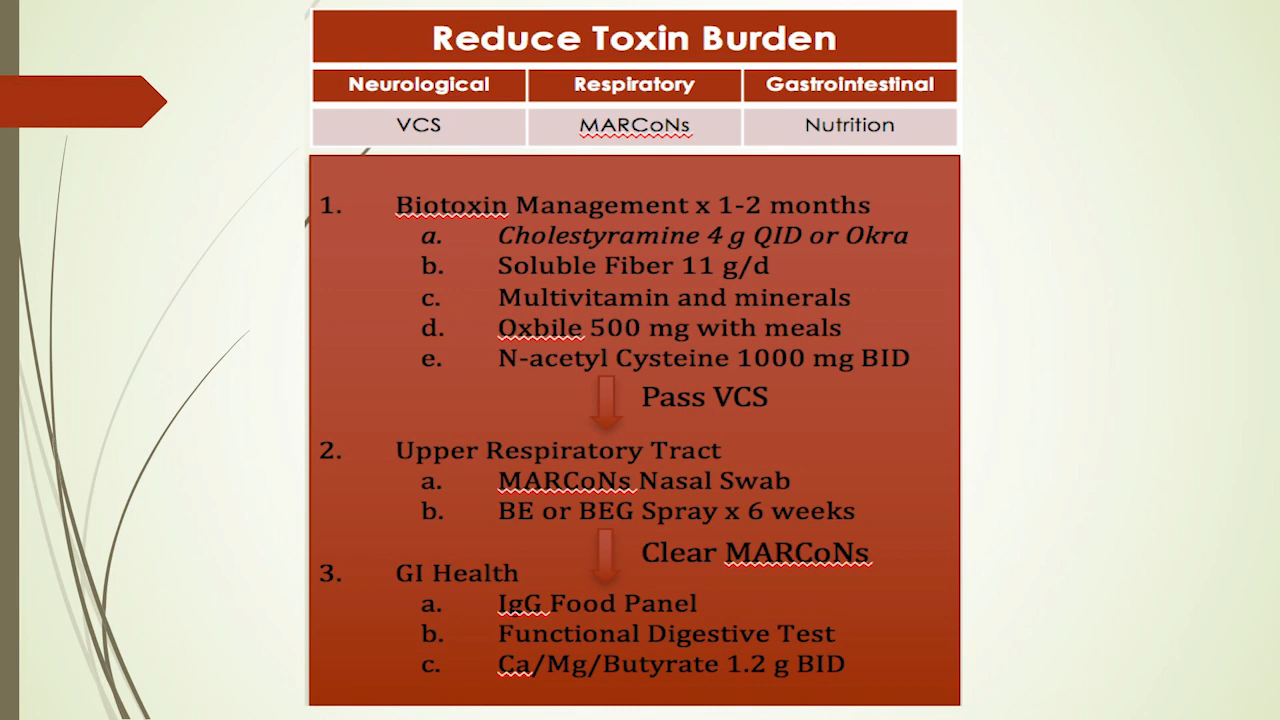 Reduce Toxin Burden
Neurological Respiratory Gastrointestinal
VCS MARCoNs Nutrition
1. Biotoxin Management x 1-2 months
a. Cholestyramine 4 g QID or Okra
b. Soluble Fiber 11 g/d
c. Multivitamin and minerals
d. Oxbile 500 mg with meals
e. N-acetyl Cysteine 1000 mg BID
Pass VCS
2. Upper Respiratory Tract
a. MARCoNs Nasal Swab
b. BE or BEG Spray x 6 weeks
Clear MARCoNs
3. GI Health
a. IgG Food Panel
b. Functional Digestive Test
c. Ca/Mg/Butyrate 1.2 g BID